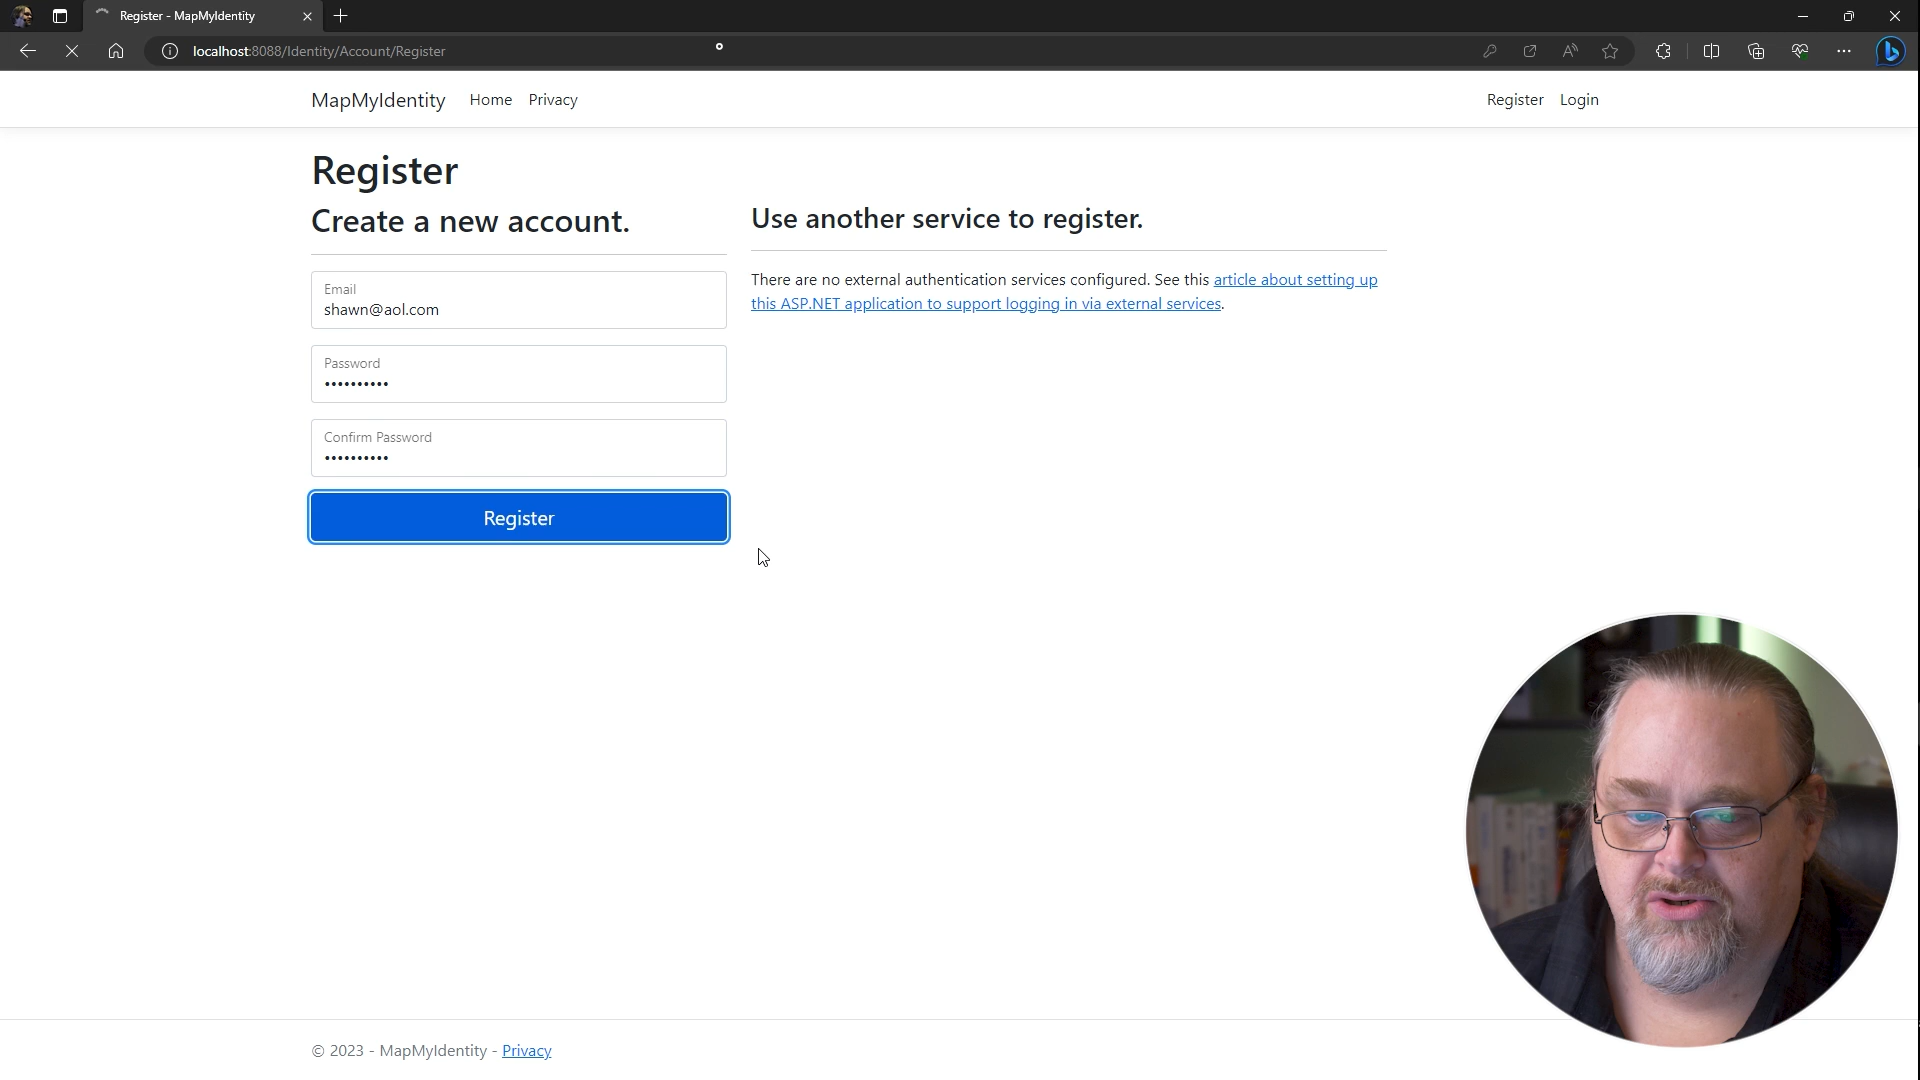 Register - MapMyIdentity
localhost:8088/Identity/Account/Register
MapMyIdentity Home Privacy Register Login
Register
Create a new account.
Use another service to register.
There are no external authentication services configured. See this article about setting up
this ASP.NET application to support logging in via external services.
Email
shawn@aol.com
Password
••••••••••
Confirm Password
••••••••••
Register
© 2023 - MapMyIdentity - Privacy